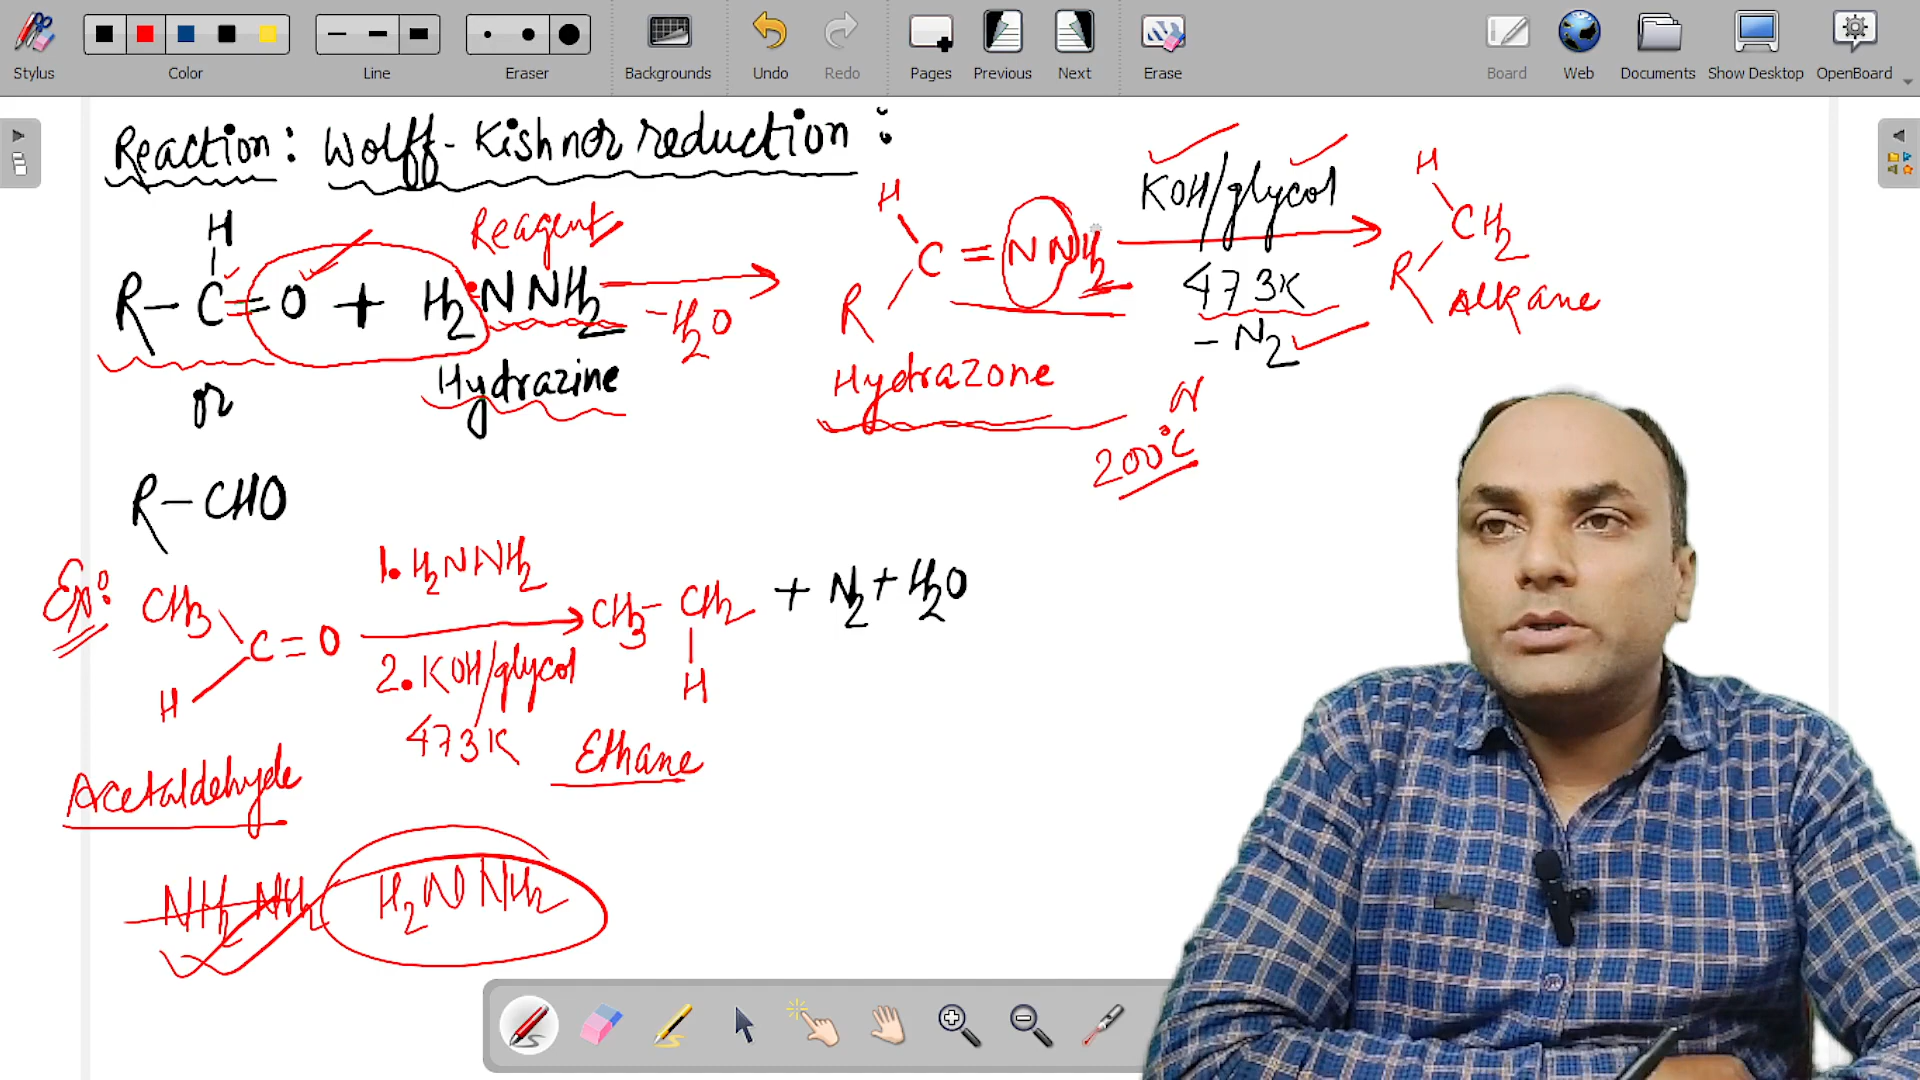 Stylus Color Line Eraser Backgrounds Undo Redo Pages Previous Next Erase Board Web Documents Show Desktop OpenBoard
Reaction: Wolff-Kishner reduction:
H
R-C=O + H2NNH2
Reagent
-H2O
Hydrazine
or
R-CHO
H
C=NNH2
R
Hydrazone
KOH/glycol
473K
-N2
or
200°C
H
CH2
R
Alkane
Ex:
CH3
C=O
H
Acetaldehyde
1. H2NNH2
2. KOH/glycol
473K
CH3-CH2 + N2 + H2O
H
Ethane
NH2NH2 H2NNH2